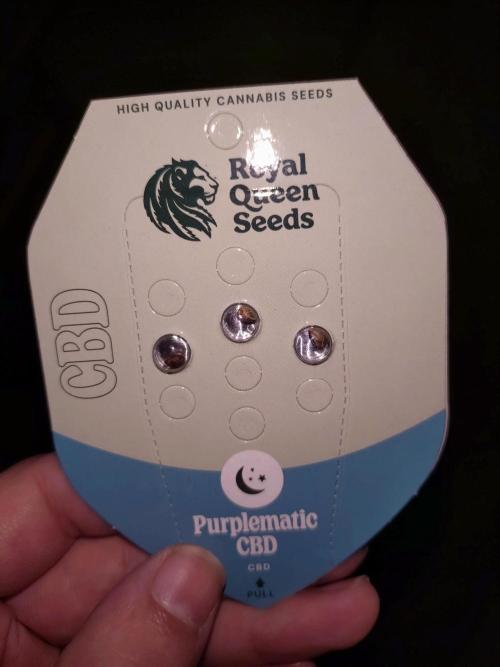 HIGH QUALITY CANNABIS SEEDS
Royal
Queen
Seeds
CBD
Purplematic
CBD
CBD
PULL